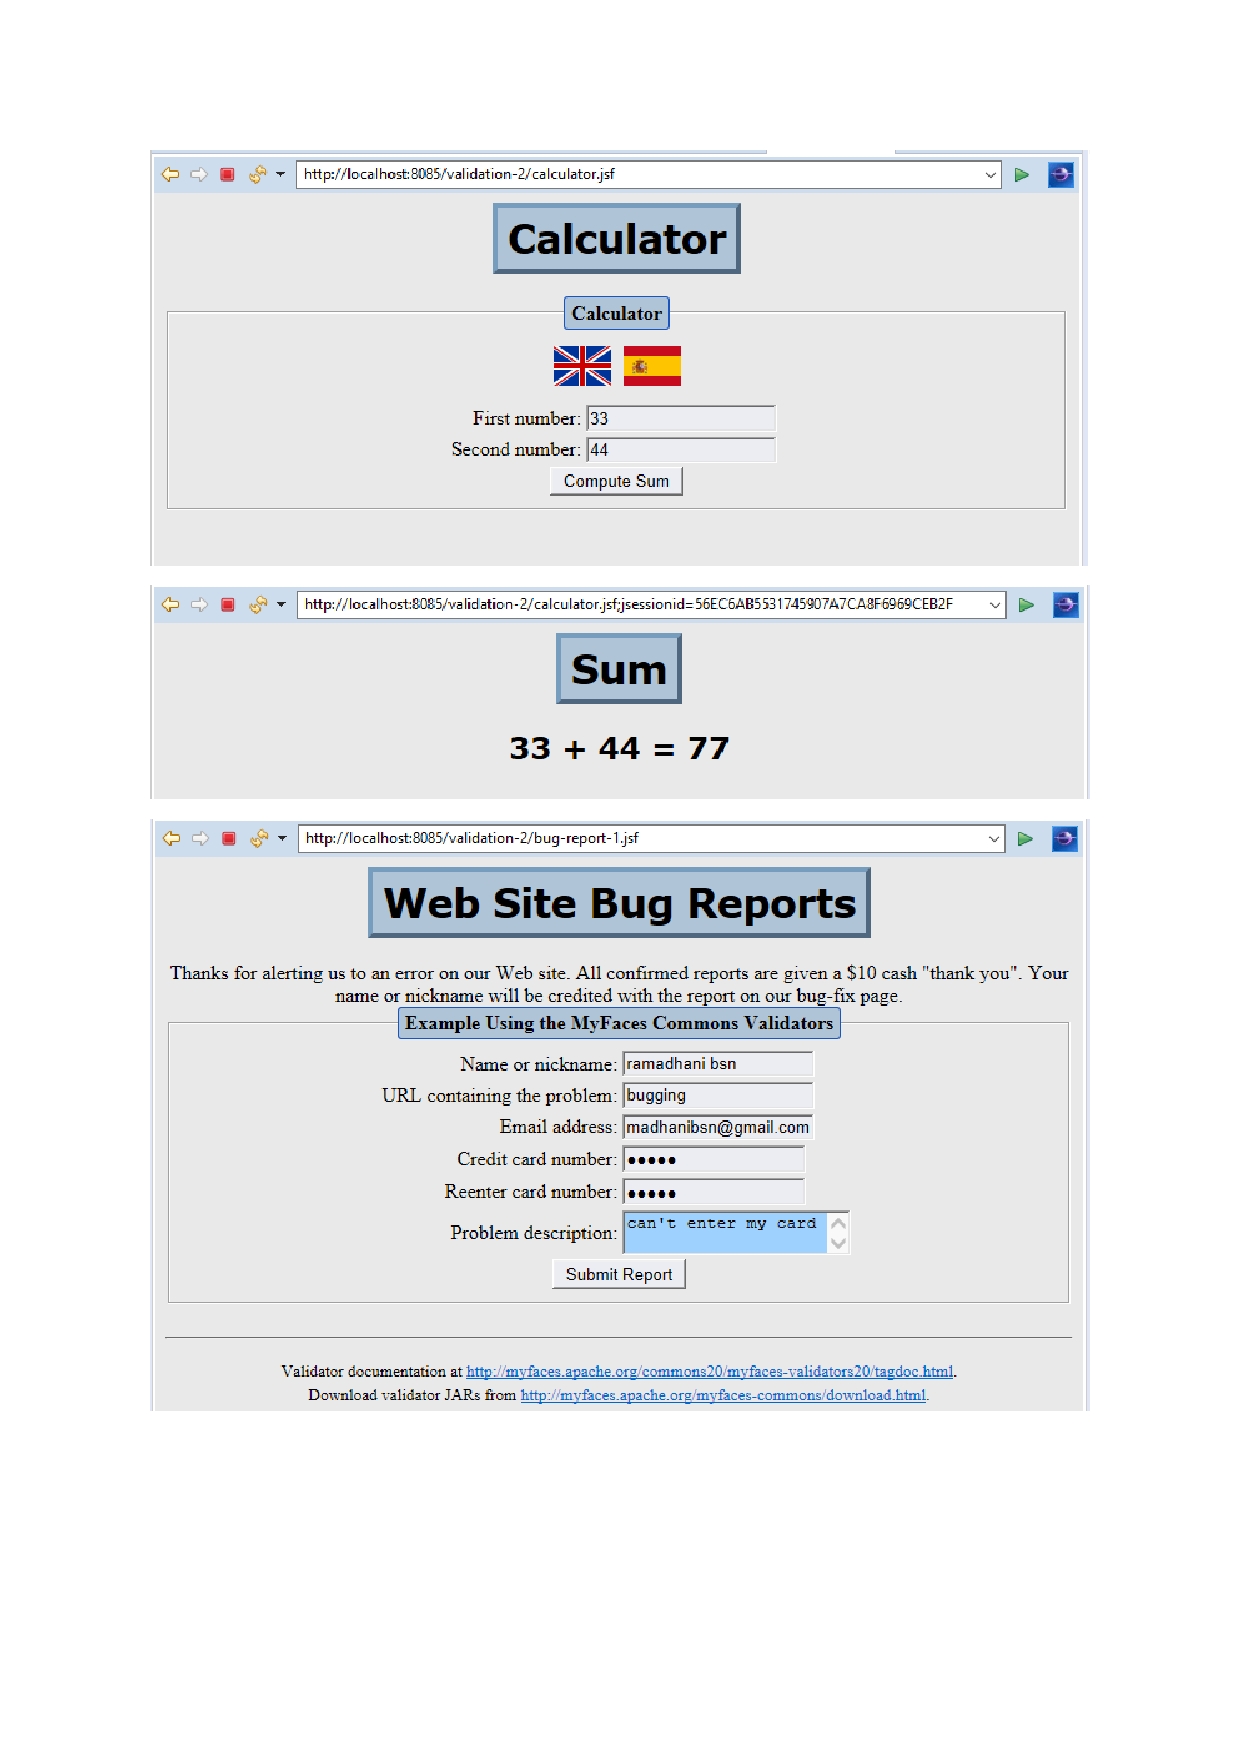 http://localhost:8085/validation-2/calculator.jsf
Calculator
Calculator
First number: 33
Second number: 44
Compute Sum
http://localhost:8085/validation-2/calculator.jsf;jsessionid=56EC6AB5531745907A7CA8F6969CEB2F
Sum
33 + 44 = 77
http://localhost:8085/validation-2/bug-report-1.jsf
Web Site Bug Reports
Thanks for alerting us to an error on our Web site. All confirmed reports are given a $10 cash "thank you". Your
name or nickname will be credited with the report on our bug-fix page.
Example Using the MyFaces Commons Validators
Name or nickname: ramadhani bsn
URL containing the problem: bugging
Email address: madhanibsn@gmail.com
Credit card number: •••••
Reenter card number: •••••
Problem description: can't enter my card
Submit Report
Validator documentation at http://myfaces.apache.org/commons20/myfaces-validators20/tagdoc.html.
Download validator JARs from http://myfaces.apache.org/myfaces-commons/download.html.